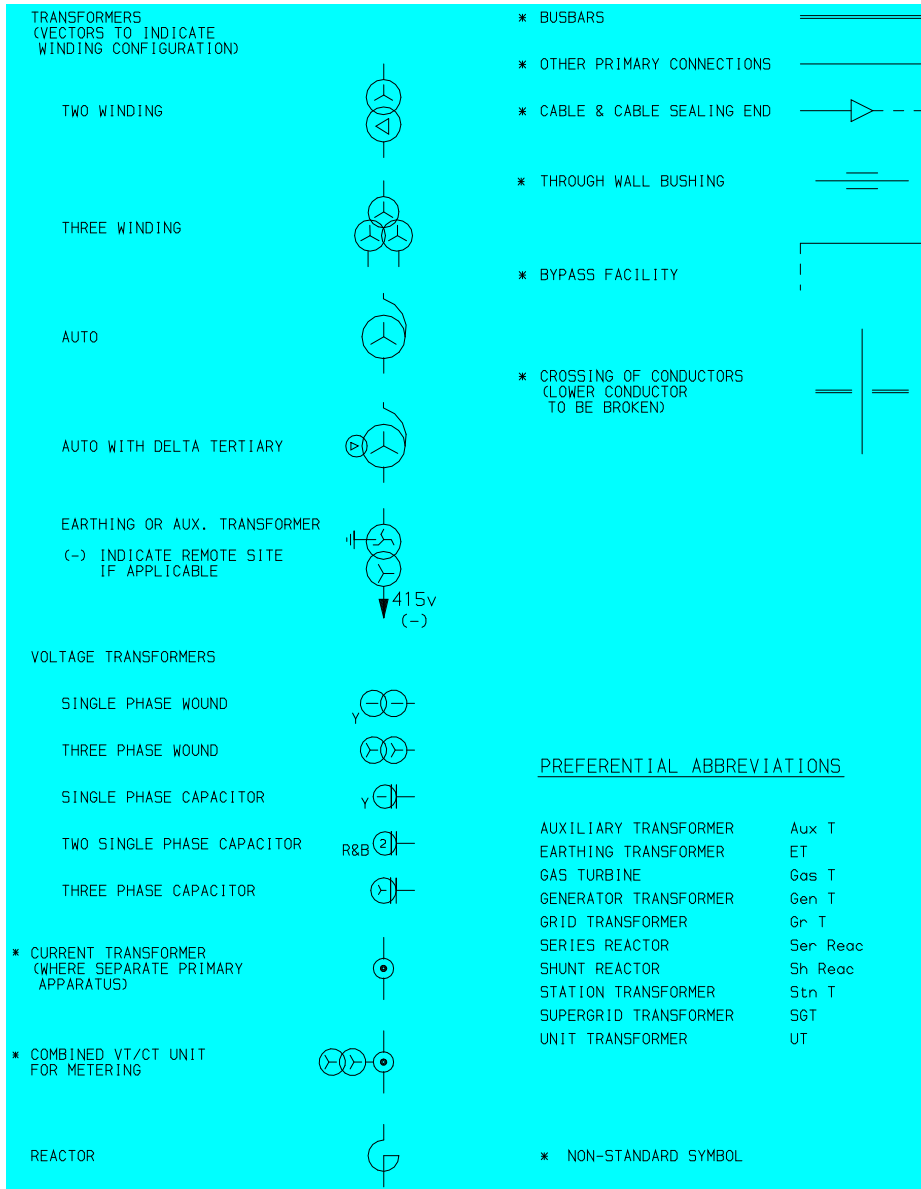 TRANSFORMERS
(VECTORS TO INDICATE
WINDING CONFIGURATION)
TWO WINDING
THREE WINDING
AUTO
AUTO WITH DELTA TERTIARY
EARTHING OR AUX. TRANSFORMER
(-) INDICATE REMOTE SITE
IF APPLICABLE
415v
(-)
VOLTAGE TRANSFORMERS
SINGLE PHASE WOUND
Y
THREE PHASE WOUND
SINGLE PHASE CAPACITOR
Y
TWO SINGLE PHASE CAPACITOR
R&B 2
THREE PHASE CAPACITOR
* CURRENT TRANSFORMER
(WHERE SEPARATE PRIMARY
APPARATUS)
* COMBINED VT/CT UNIT
FOR METERING
REACTOR
* BUSBARS
* OTHER PRIMARY CONNECTIONS
* CABLE & CABLE SEALING END
* THROUGH WALL BUSHING
* BYPASS FACILITY
* CROSSING OF CONDUCTORS
(LOWER CONDUCTOR
TO BE BROKEN)
PREFERENTIAL ABBREVIATIONS
AUXILIARY TRANSFORMER Aux T
EARTHING TRANSFORMER ET
GAS TURBINE Gas T
GENERATOR TRANSFORMER Gen T
GRID TRANSFORMER Gr T
SERIES REACTOR Ser Reac
SHUNT REACTOR Sh Reac
STATION TRANSFORMER Stn T
SUPERGRID TRANSFORMER SGT
UNIT TRANSFORMER UT
* NON-STANDARD SYMBOL